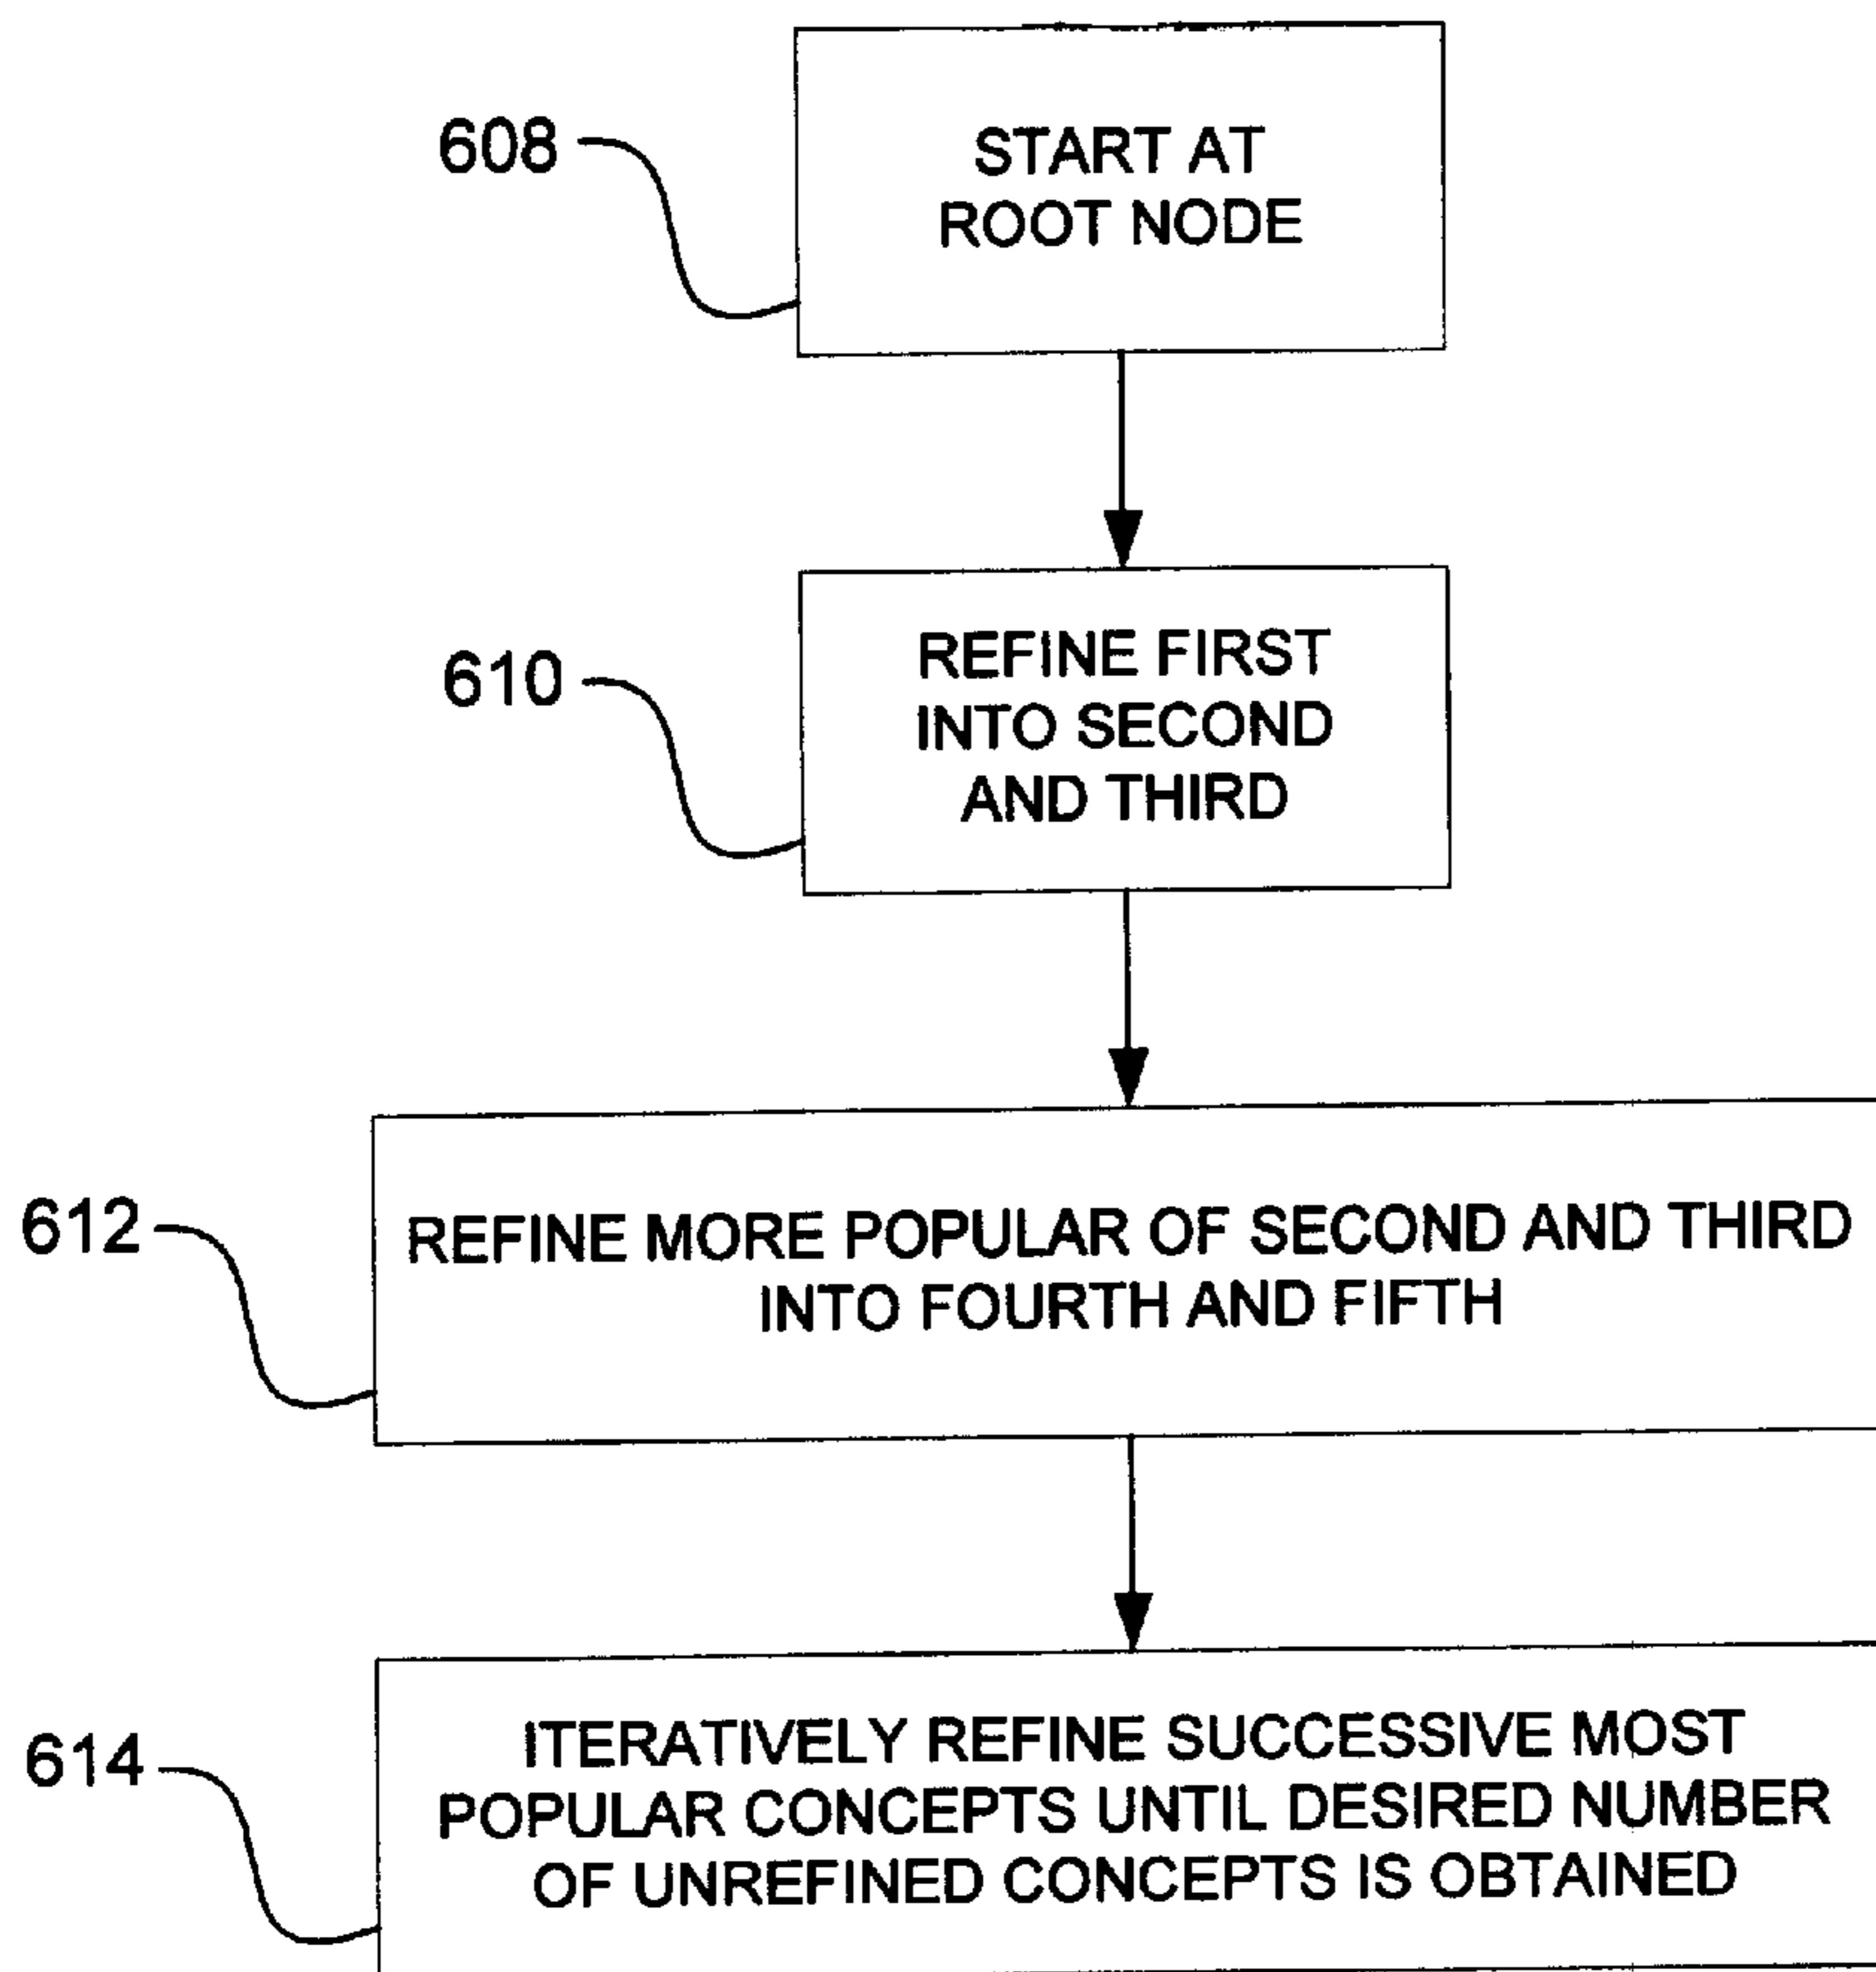 608
START AT
ROOT NODE
610
REFINE FIRST
INTO SECOND
AND THIRD
612
REFINE MORE POPULAR OF SECOND AND THIRD
INTO FOURTH AND FIFTH
614
ITERATIVELY REFINE SUCCESSIVE MOST
POPULAR CONCEPTS UNTIL DESIRED NUMBER
OF UNREFINED CONCEPTS IS OBTAINED